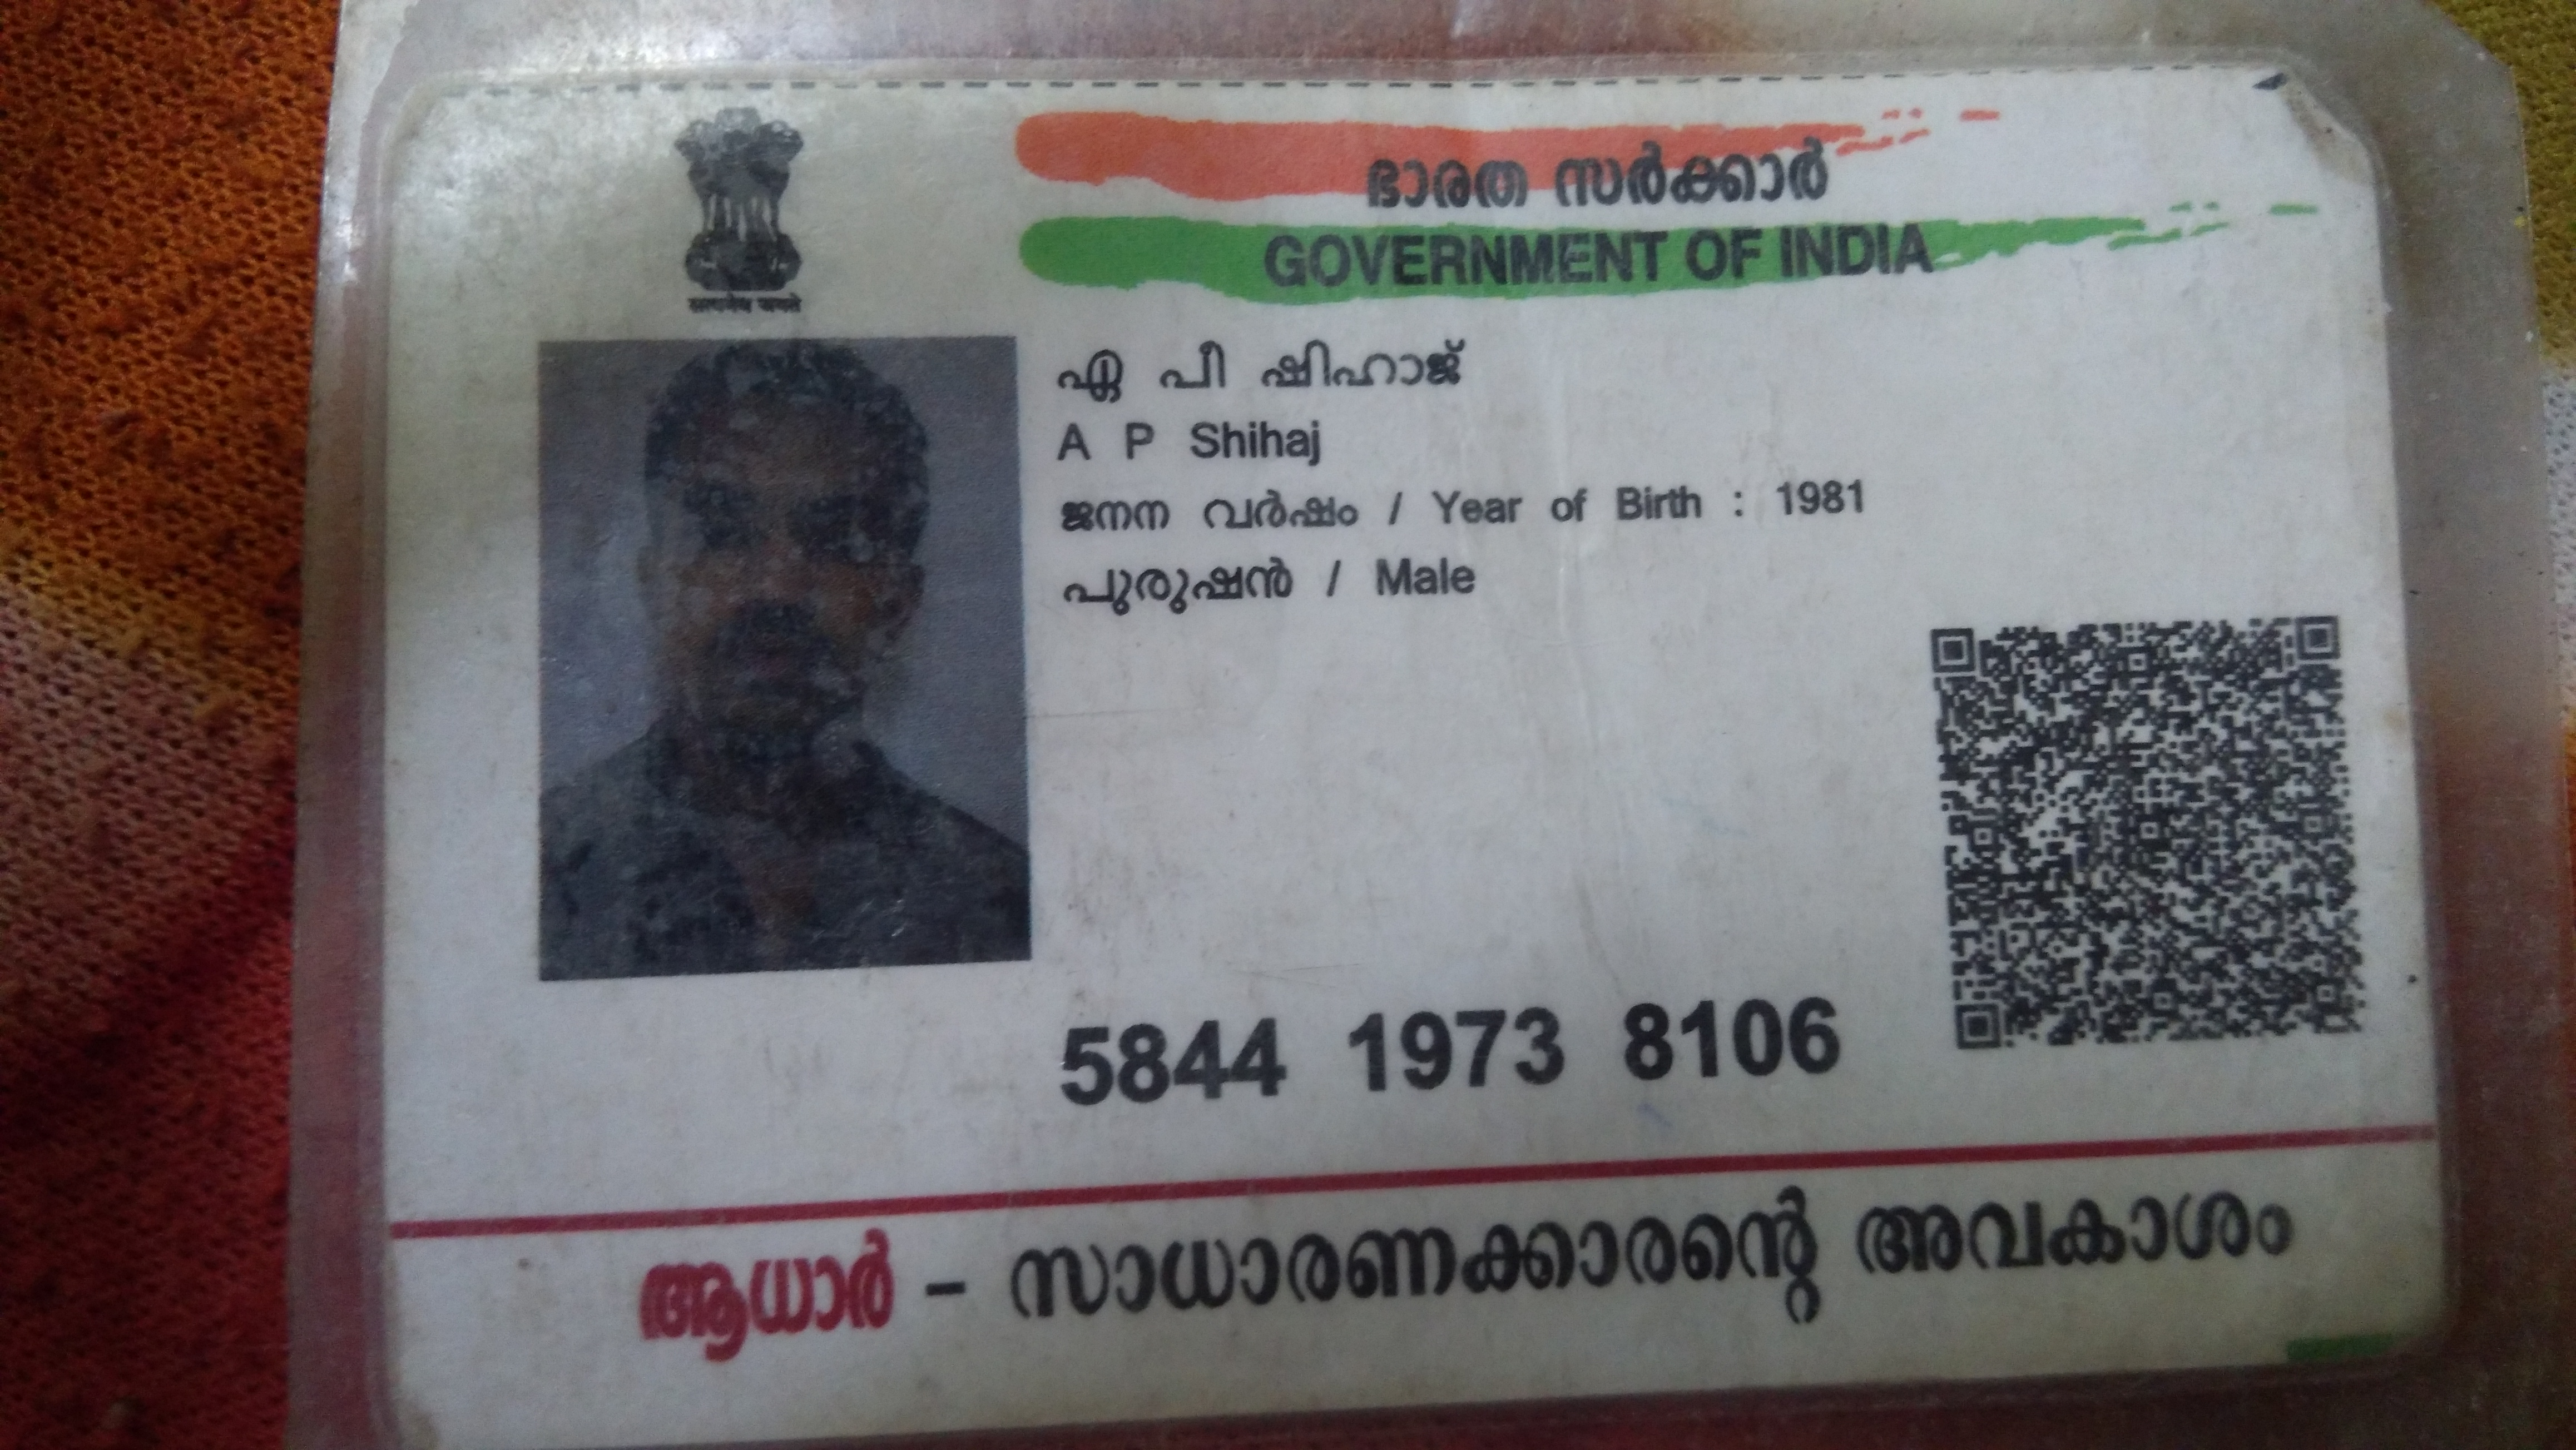 सत्यमेव जयते
ഭാരത സർക്കാർ
GOVERNMENT OF INDIA
ഏ പീ ഷിഹാജ്
A P Shihaj
ജനന വർഷം / Year of Birth : 1981
പുരുഷൻ / Male
5844 1973 8106
ആധാർ – സാധാരണക്കാരന്റെ അവകാശം